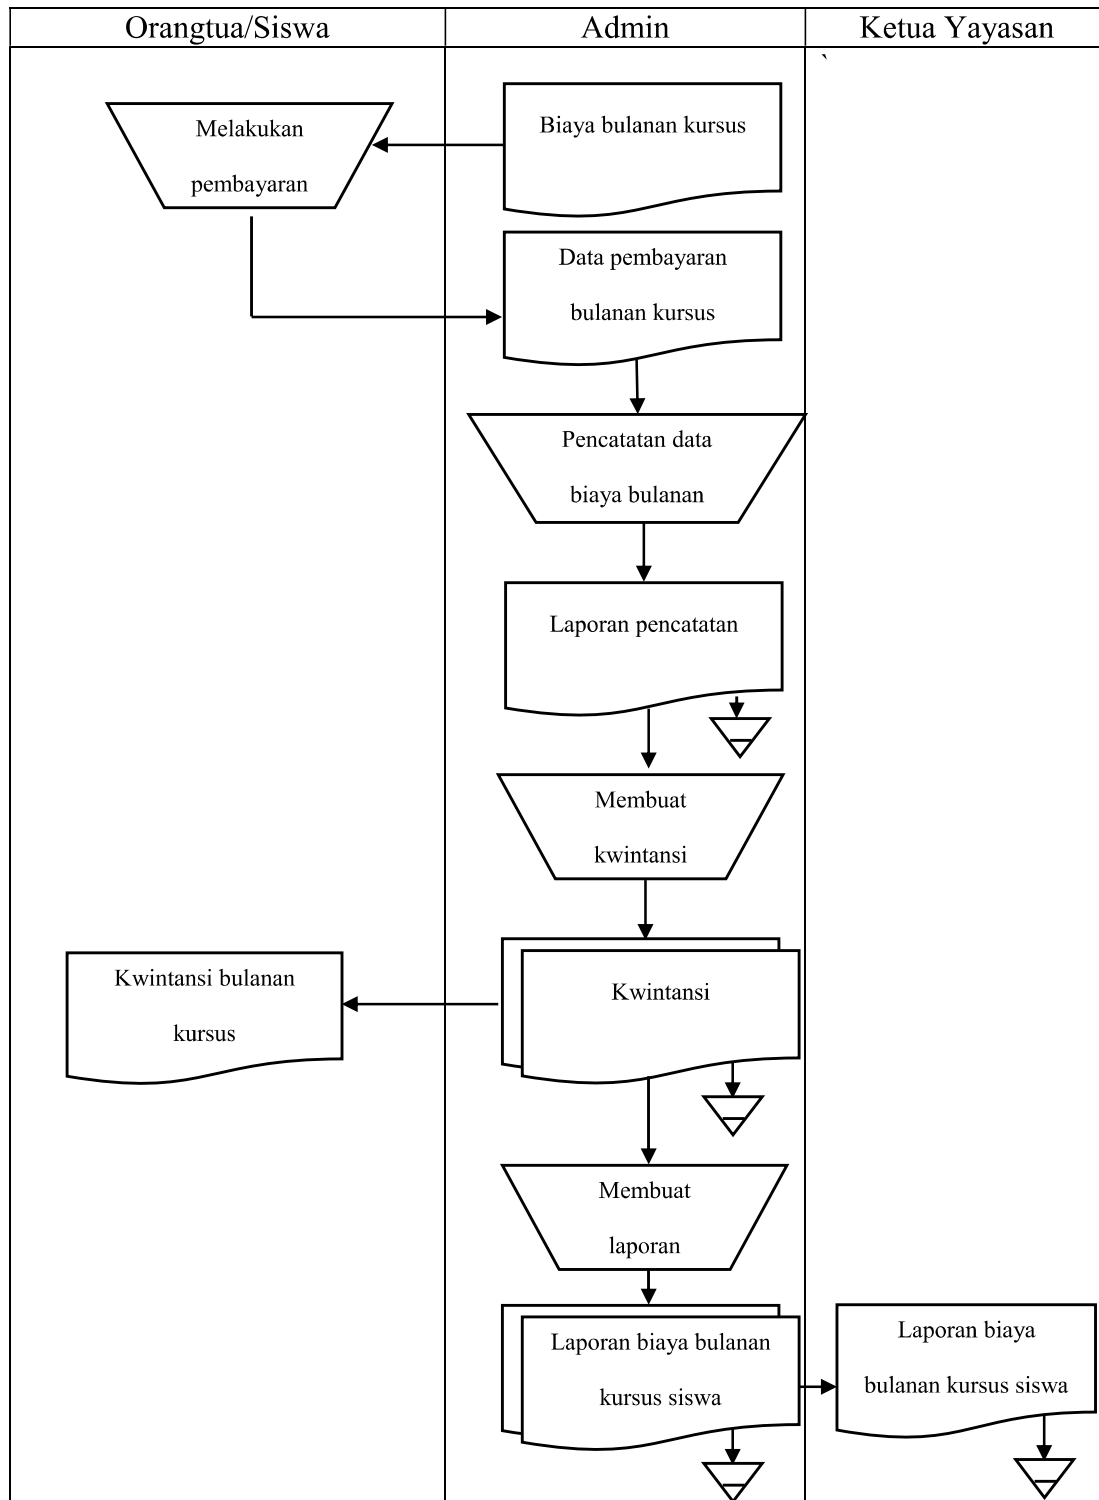 Orangtua/Siswa
Admin
Ketua Yayasan
`
Biaya bulanan kursus
Melakukan
pembayaran
Data pembayaran
bulanan kursus
Pencatatan data
biaya bulanan
Laporan pencatatan
Membuat
kwintansi
Kwintansi
Kwintansi bulanan
kursus
Membuat
laporan
Laporan biaya bulanan
kursus siswa
Laporan biaya
bulanan kursus siswa